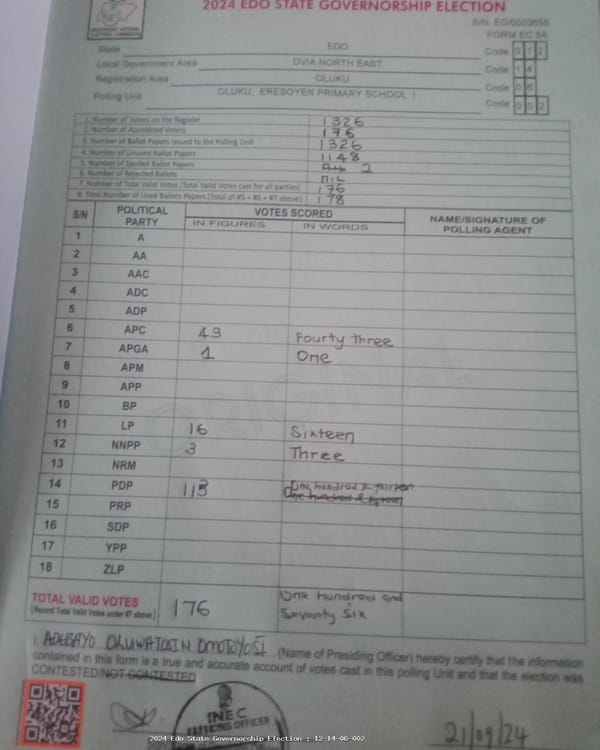 2024 EDO STATE GOVERNORSHIP ELECTION
FORM EC 8A
State EDO Code 0 1 2
Local Government Area OVIA NORTH EAST Code 1 4
Registration Area OLUKU Code 0 6
Polling Unit OLUKU, ERESOYEN PRIMARY SCHOOL I Code 0 0 2
1. Number of Voters on the Register 1326
2. Number of Accredited Voters 176
3. Number of Ballot Papers Issued to the Polling Unit 1326
4. Number of Unused Ballot Papers 1148
5. Number of Spoiled Ballot Papers 2
6. Number of Rejected Ballots NIL
7. Number of Total Valid Votes (Total Valid Votes cast for all parties) 176
8. Total Number of Used Ballots Papers (Total of #5 + #6 + #7 above) 178
S/N POLITICAL PARTY VOTES SCORED NAME/SIGNATURE OF POLLING AGENT
IN FIGURES IN WORDS
1 A
2 AA
3 AAC
4 ADC
5 ADP
6 APC 43 Fourty three
7 APGA 1 One
8 APM
9 APP
10 BP
11 LP 16 Sixteen
12 NNPP 3 Three
13 NRM
14 PDP 113 One hundred & thirteen
15 PRP
16 SDP
17 YPP
18 ZLP
TOTAL VALID VOTES 176 One hundred and
(Record Total Valid Votes under #7 above) Seventy Six
ORIGINAL
I, ADEBAYO OLUWATOSIN OMOTOYOSI (Name of Presiding Officer) hereby certify that the information
contained in this form is a true and accurate account of votes cast in this polling Unit and that the election was
CONTESTED/NOT CONTESTED
INEC
PRESIDING OFFICER
21/09/24
2024 Edo State Governorship Election : 12-14-06-002